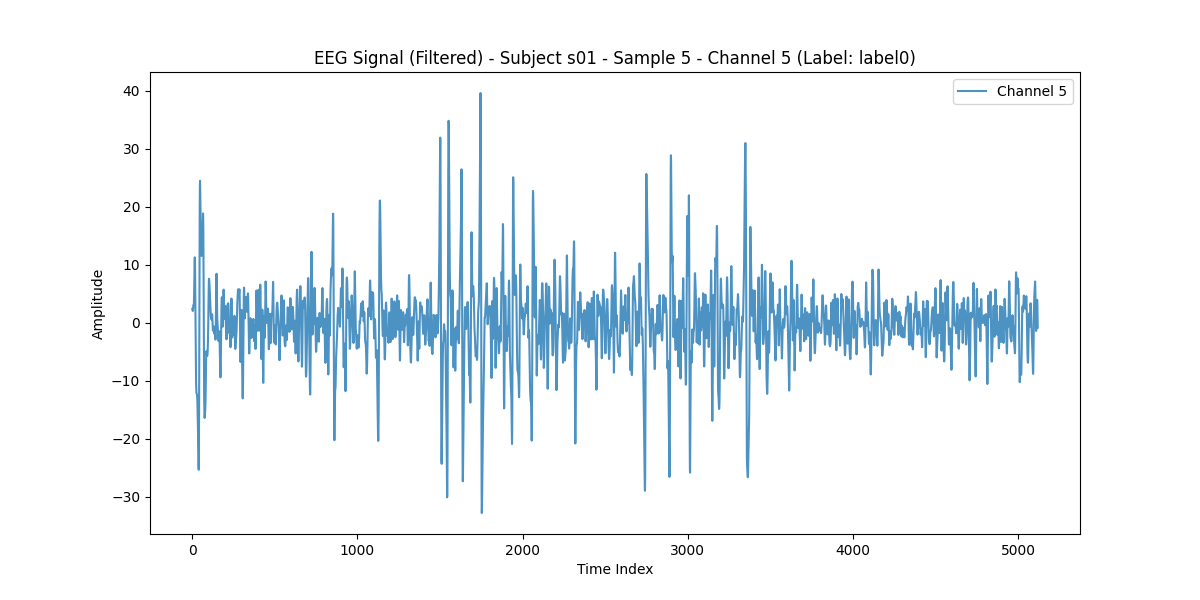 EEG Signal (Filtered) - Subject s01 - Sample 5 - Channel 5 (Label: label0)
Channel 5
40
30
20
10
0
−10
−20
−30
Amplitude
0 1000 2000 3000 4000 5000
Time Index